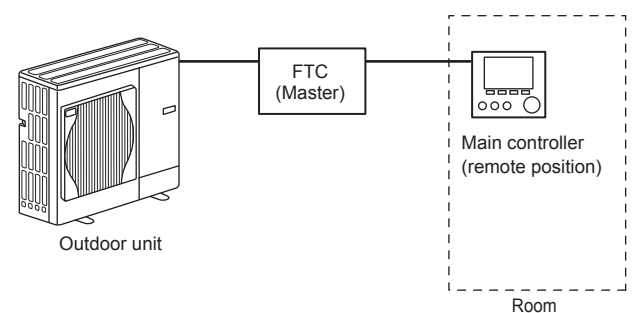 FTC
(Master)
Main controller
(remote position)
Outdoor unit
Room